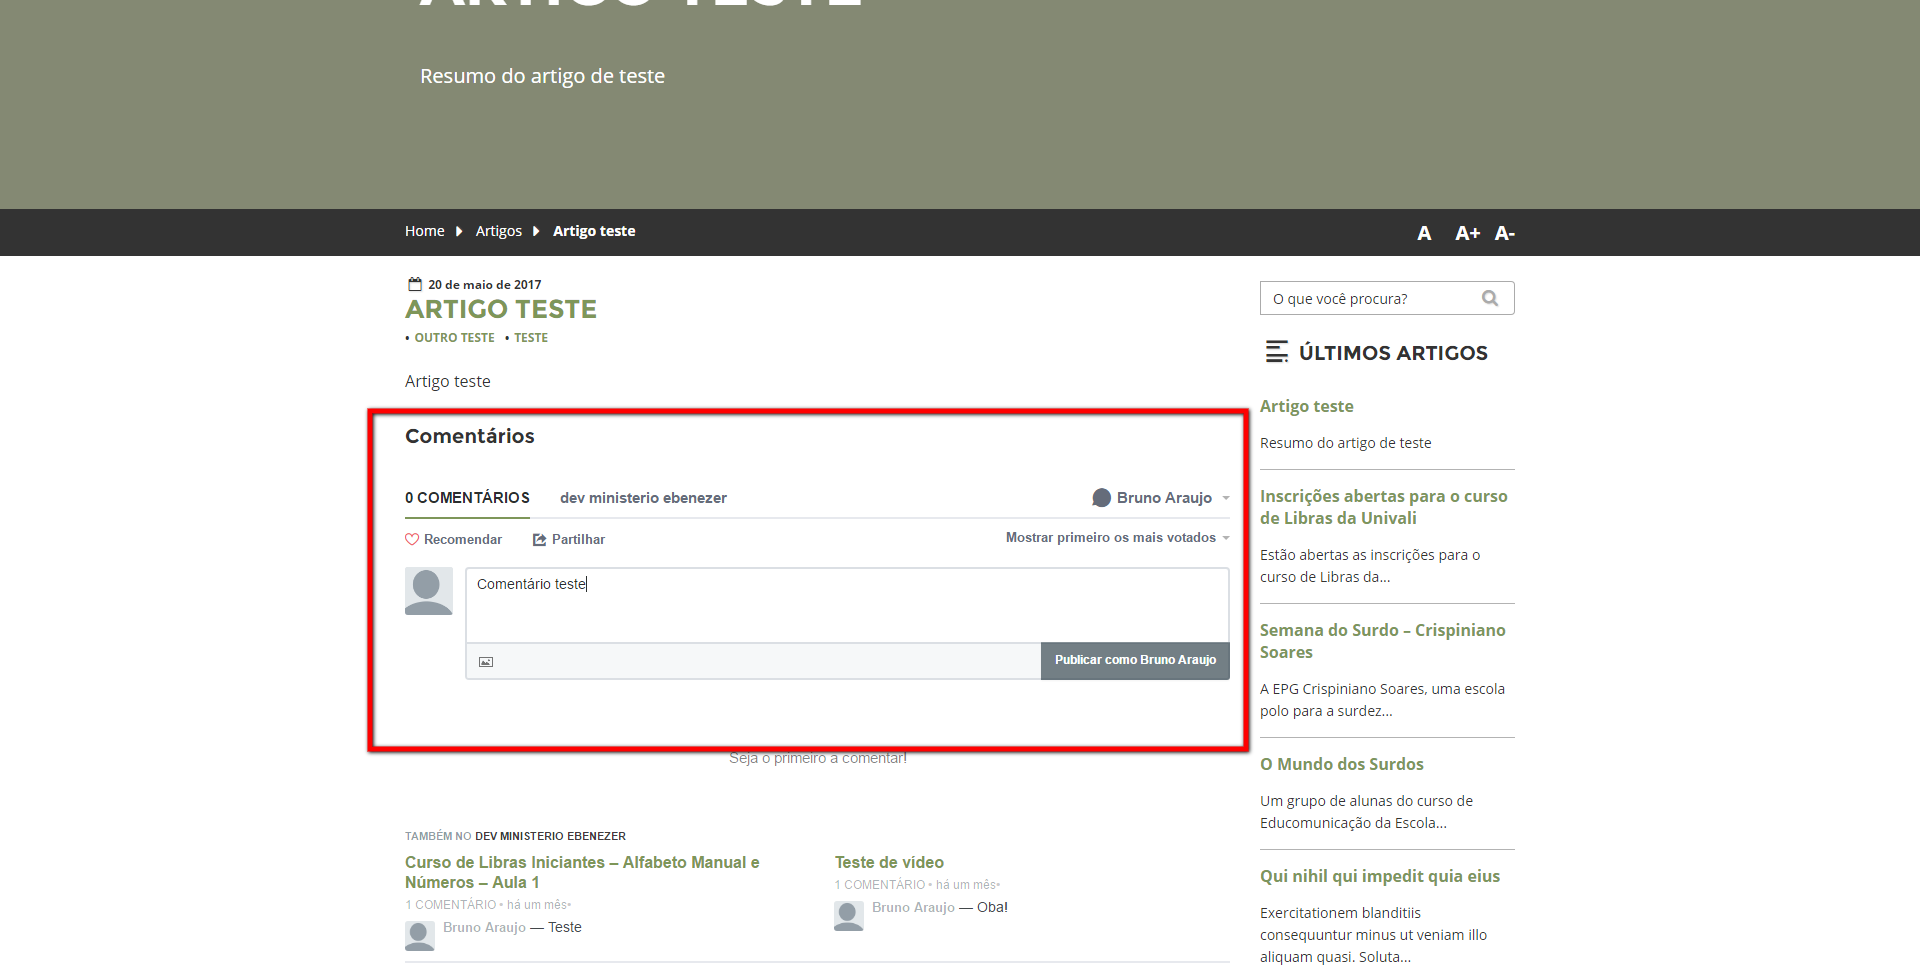 ARTIGO TESTE
Resumo do artigo de teste
Home Artigos Artigo teste
A A+ A-
20 de maio de 2017
ARTIGO TESTE
• OUTRO TESTE • TESTE
Artigo teste
Comentários
0 COMENTÁRIOS dev ministerio ebenezer Bruno Araujo
Recomendar Partilhar Mostrar primeiro os mais votados
Comentário teste
Publicar como Bruno Araujo
Seja o primeiro a comentar!
TAMBÉM NO DEV MINISTERIO EBENEZER
Curso de Libras Iniciantes – Alfabeto Manual e
Números – Aula 1
1 COMENTÁRIO • há um mês•
Bruno Araujo — Teste
Teste de vídeo
1 COMENTÁRIO • há um mês•
Bruno Araujo — Oba!
O que você procura?
ÚLTIMOS ARTIGOS
Artigo teste
Resumo do artigo de teste
Inscrições abertas para o curso
de Libras da Univali
Estão abertas as inscrições para o
curso de Libras da...
Semana do Surdo – Crispiniano
Soares
A EPG Crispiniano Soares, uma escola
polo para a surdez...
O Mundo dos Surdos
Um grupo de alunas do curso de
Educomunicação da Escola...
Qui nihil qui impedit quia eius
Exercitationem blanditiis
consequuntur minus ut veniam illo
aliquam quasi. Soluta...